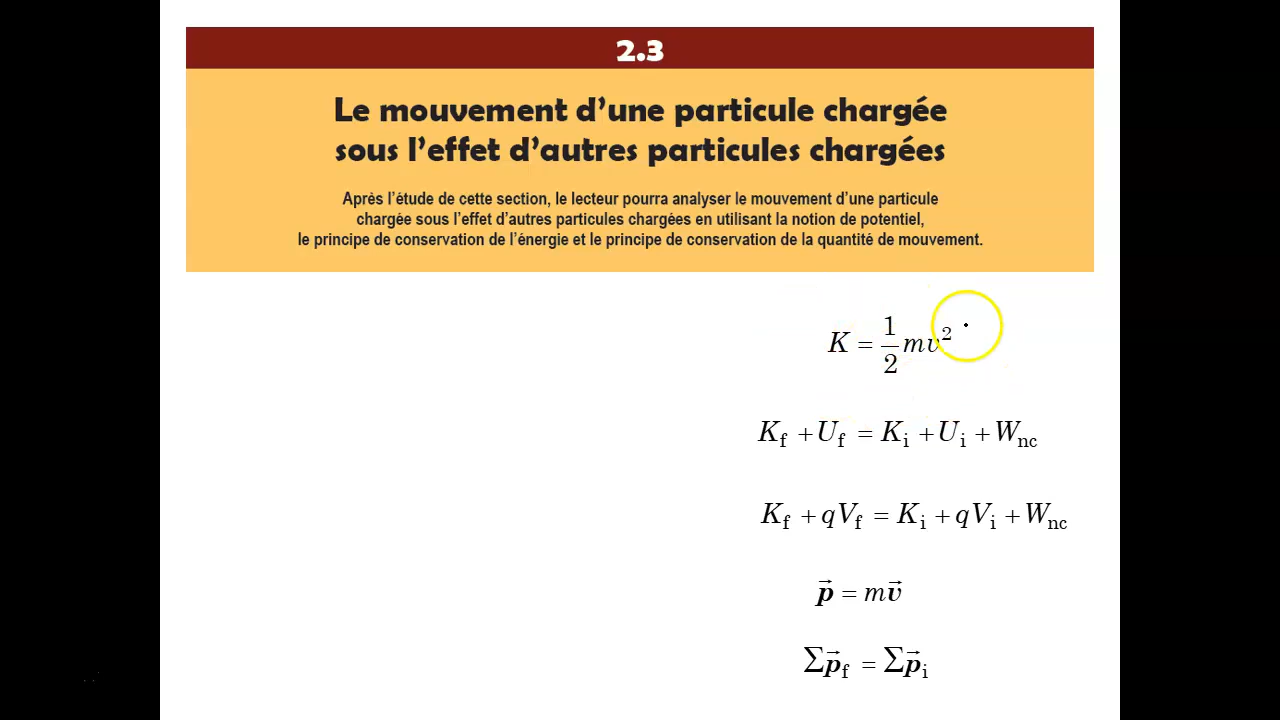 2.3
Le mouvement d’une particule chargée
sous l’effet d’autres particules chargées
Après l’étude de cette section, le lecteur pourra analyser le mouvement d’une particule
chargée sous l’effet d’autres particules chargées en utilisant la notion de potentiel,
le principe de conservation de l’énergie et le principe de conservation de la quantité de mouvement.
K = 1/2 mv²
K_f + U_f = K_i + U_i + W_nc
K_f + qV_f = K_i + qV_i + W_nc
p⃗ = mv⃗
Σp⃗_f = Σp⃗_i